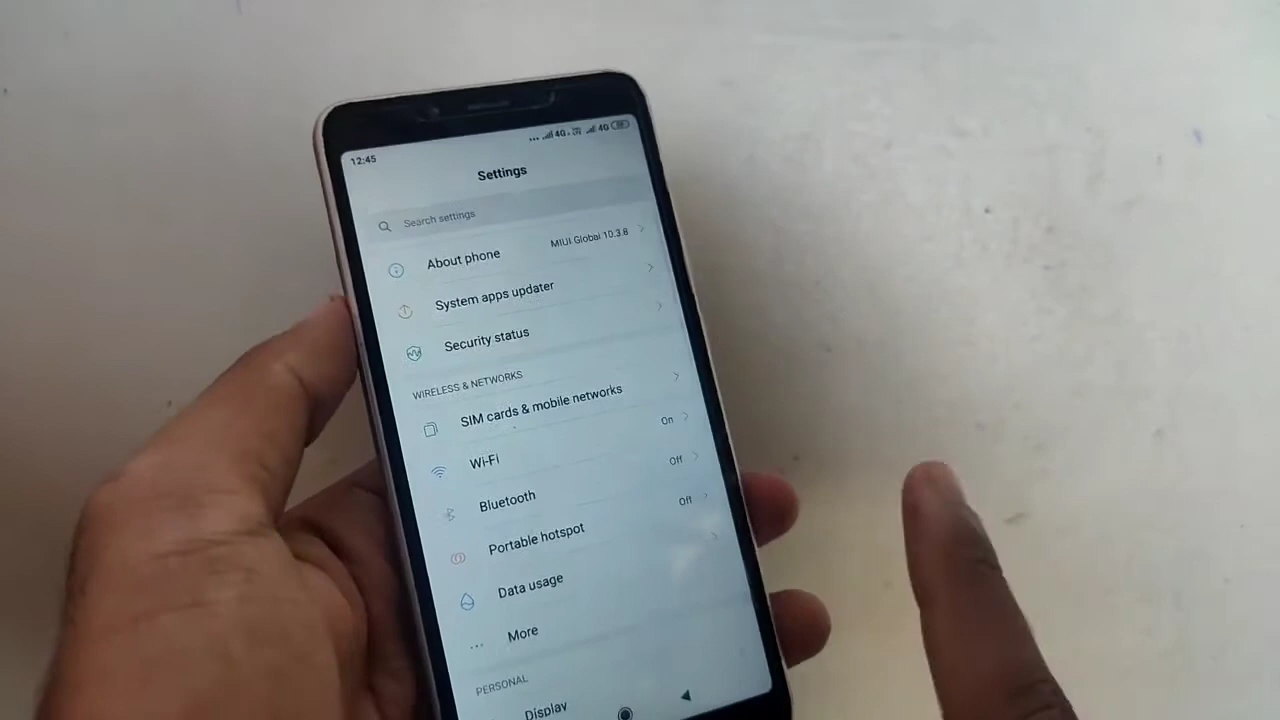 12:45
4G 4G
Settings
Search settings
About phone MIUI Global 10.3.8
System apps updater
Security status
WIRELESS & NETWORKS
SIM cards & mobile networks
Wi-Fi On
Bluetooth Off
Portable hotspot Off
Data usage
More
PERSONAL
Display